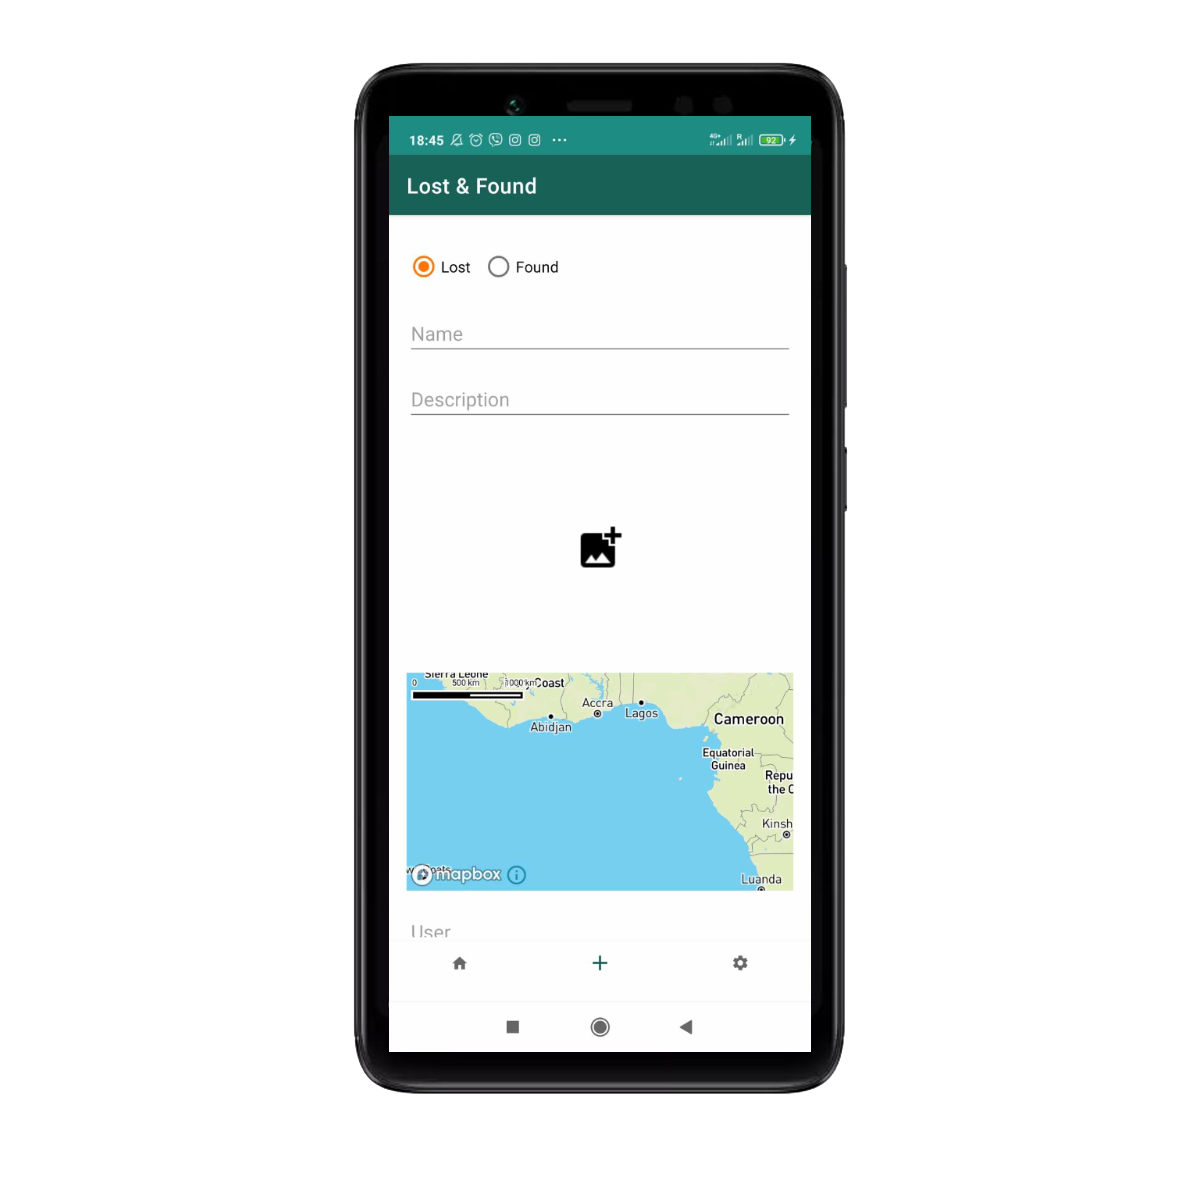 18:45
4G+ R 92
Lost & Found
Lost Found
Name
Description
Sierra Leone
0 500 km 1000 km
Coast
Accra
Lagos
Abidjan
Cameroon
Equatorial
Guinea
Repu
the C
Kinsh
mapbox
Luanda
User